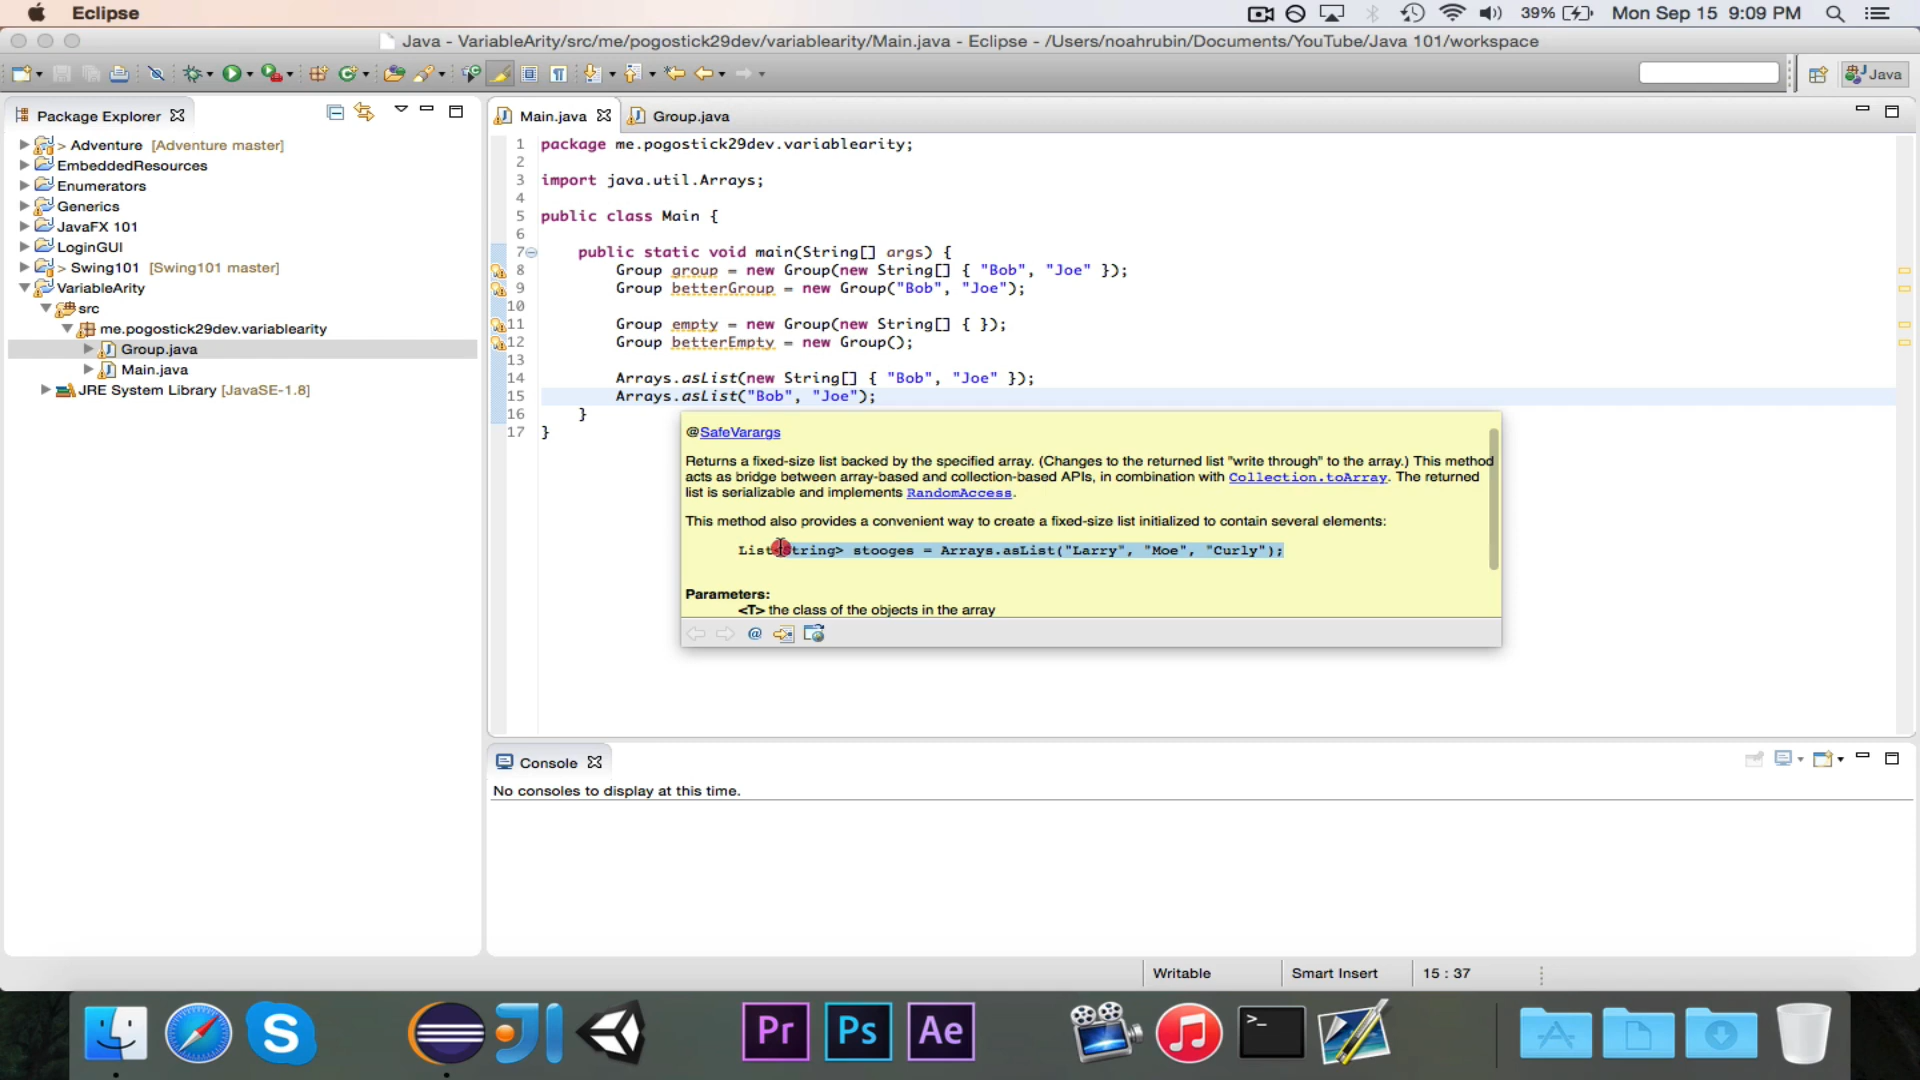 Eclipse
39%
Mon Sep 15 9:09 PM
Java - VariableArity/src/me/pogostick29dev/variablearity/Main.java - Eclipse - /Users/noahrubin/Documents/YouTube/Java 101/workspace
Java
Package Explorer
> Adventure [Adventure master]
EmbeddedResources
Enumerators
Generics
JavaFX 101
LoginGUI
> Swing101 [Swing101 master]
VariableArity
src
me.pogostick29dev.variablearity
Group.java
Main.java
JRE System Library [JavaSE-1.8]
Main.java
Group.java
1 package me.pogostick29dev.variablearity;
2
3 import java.util.Arrays;
4
5 public class Main {
6
7 public static void main(String[] args) {
8 Group group = new Group(new String[] { "Bob", "Joe" });
9 Group betterGroup = new Group("Bob", "Joe");
10
11 Group empty = new Group(new String[] { });
12 Group betterEmpty = new Group();
13
14 Arrays.asList(new String[] { "Bob", "Joe" });
15 Arrays.asList("Bob", "Joe");
16 }
17 }
@SafeVarargs
Returns a fixed-size list backed by the specified array. (Changes to the returned list "write through" to the array.) This method
acts as bridge between array-based and collection-based APIs, in combination with Collection.toArray. The returned
list is serializable and implements RandomAccess.
This method also provides a convenient way to create a fixed-size list initialized to contain several elements:
List<String> stooges = Arrays.asList("Larry", "Moe", "Curly");
Parameters:
<T> the class of the objects in the array
@
Console
No consoles to display at this time.
Writable
Smart Insert
15 : 37
S
Pr
Ps
Ae
>_